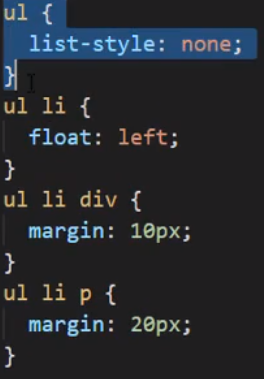 ul {
  list-style: none;
}
ul li {
  float: left;
}
ul li div {
  margin: 10px;
}
ul li p {
  margin: 20px;
}